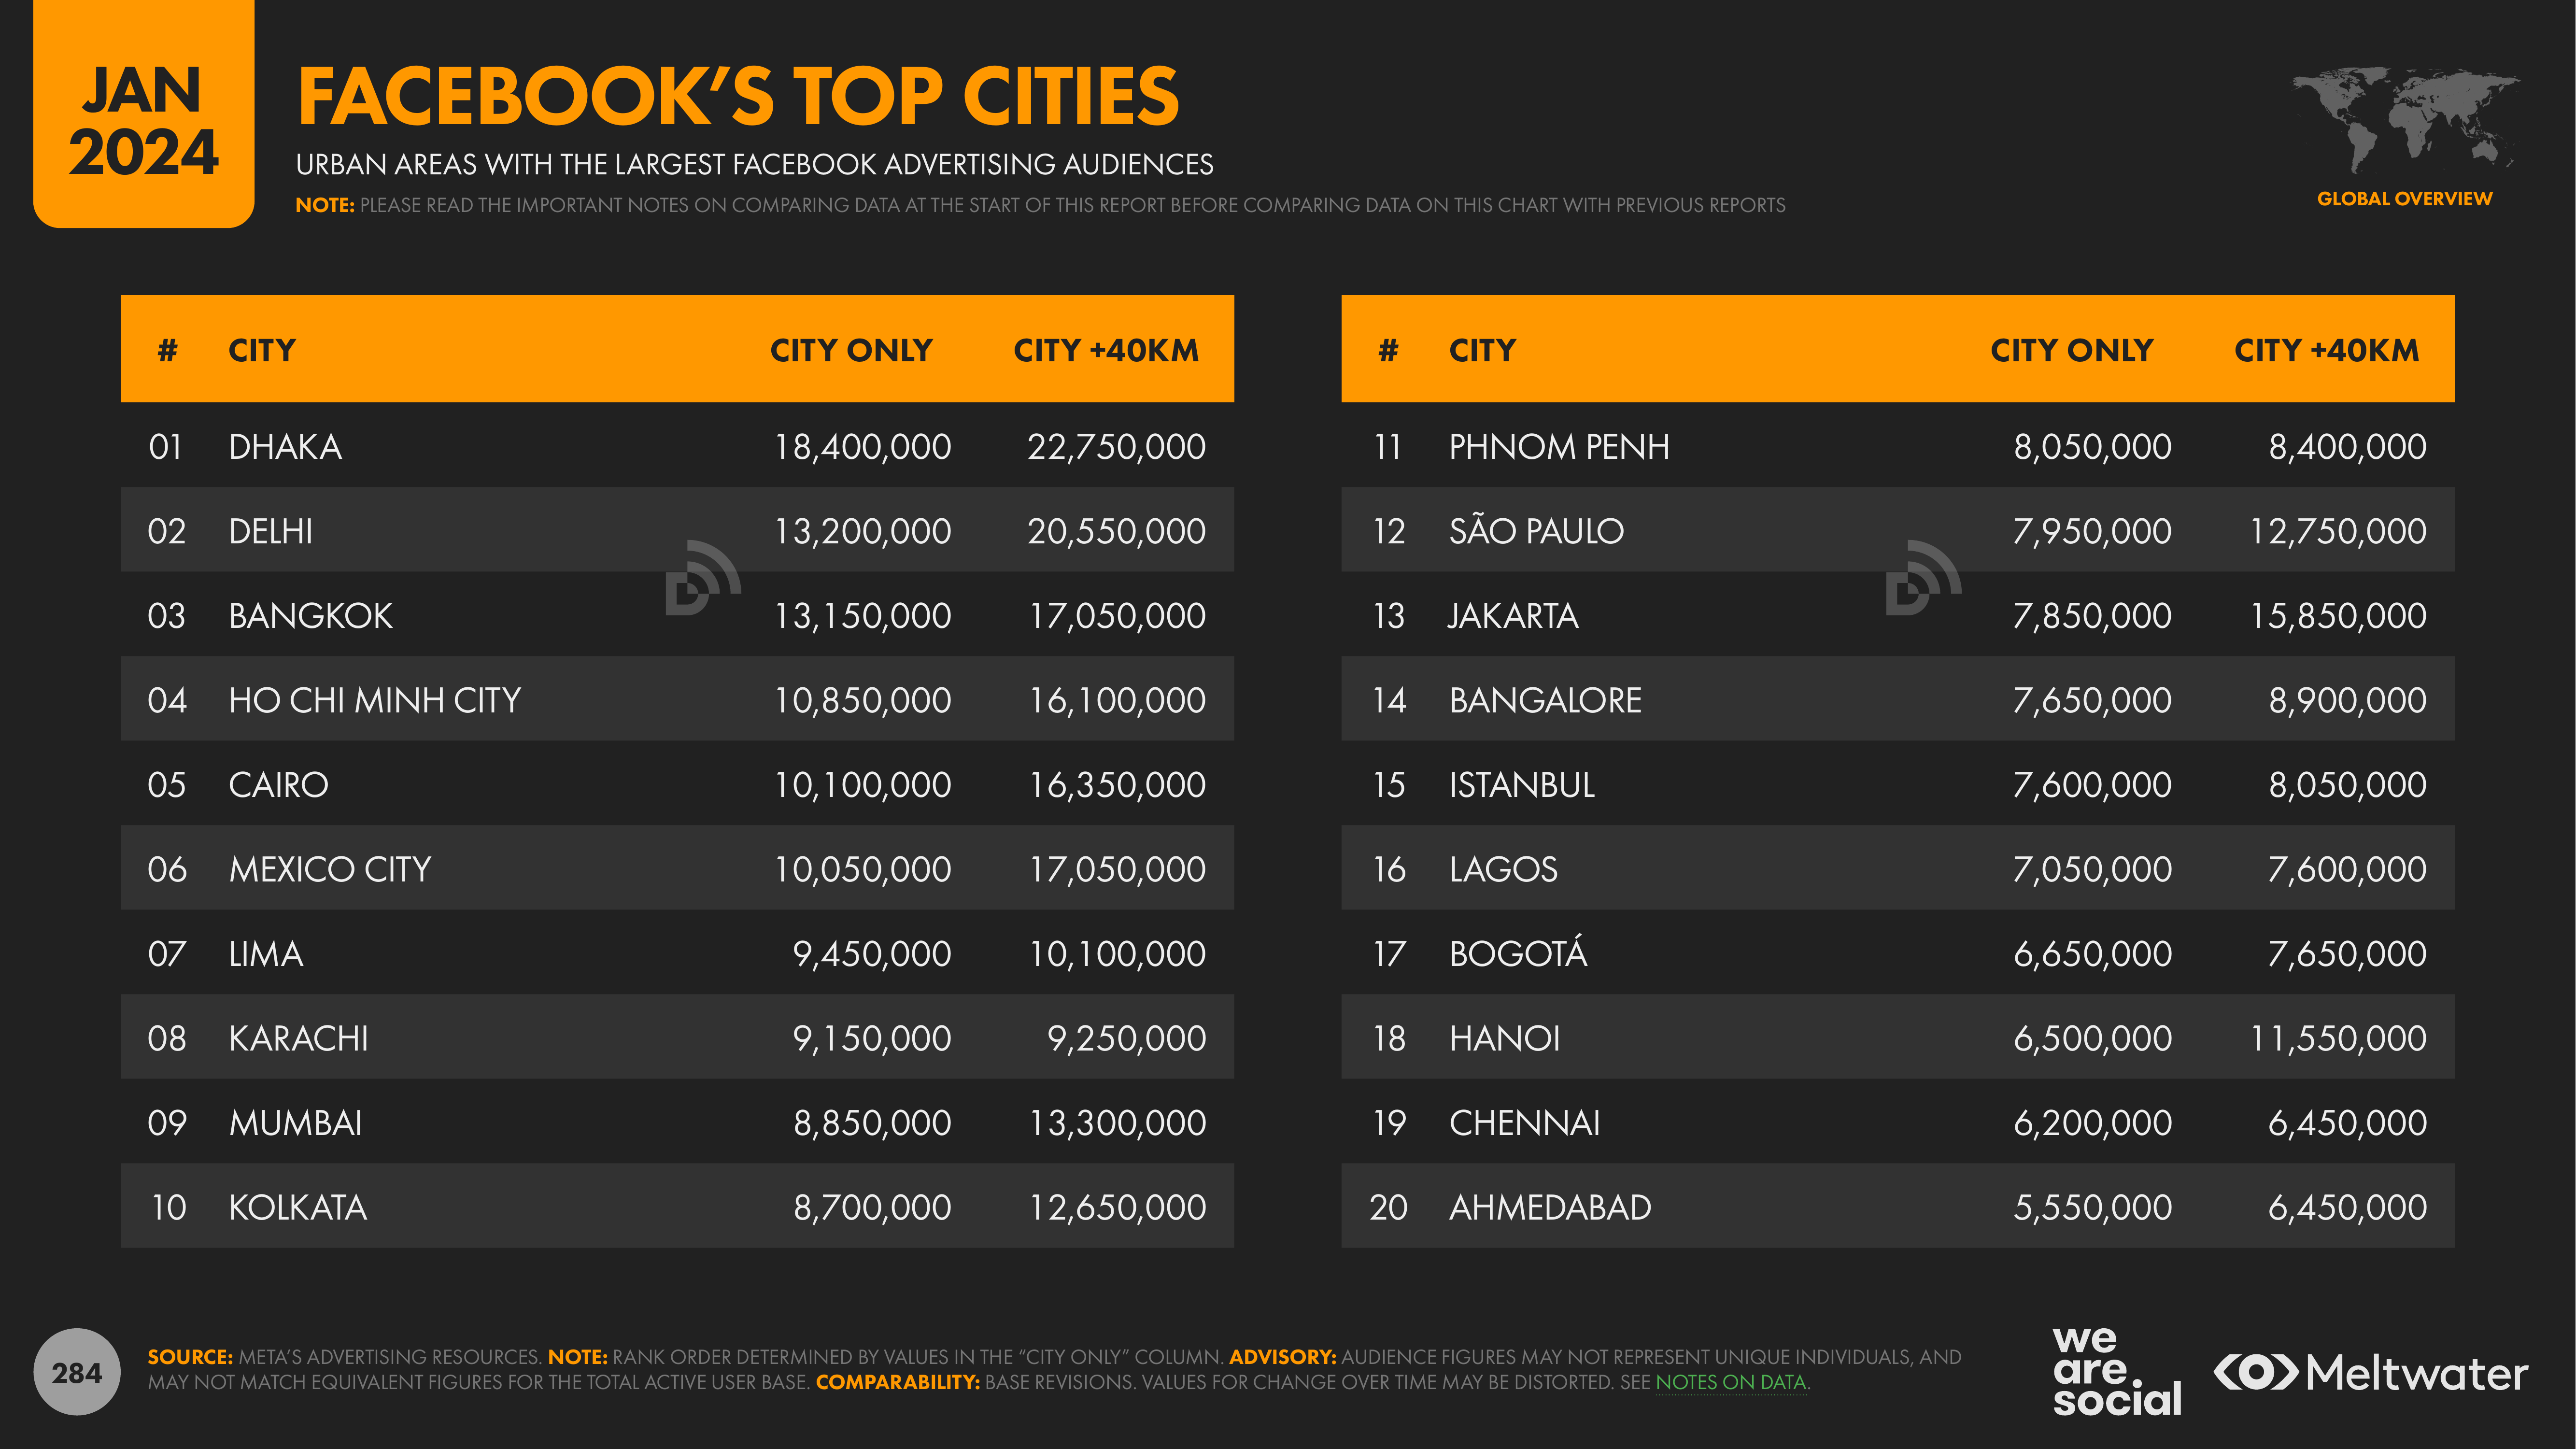 JAN
2024
FACEBOOK’S TOP CITIES
URBAN AREAS WITH THE LARGEST FACEBOOK ADVERTISING AUDIENCES
NOTE: PLEASE READ THE IMPORTANT NOTES ON COMPARING DATA AT THE START OF THIS REPORT BEFORE COMPARING DATA ON THIS CHART WITH PREVIOUS REPORTS
GLOBAL OVERVIEW
# CITY CITY ONLY CITY +40KM
01 DHAKA 18,400,000 22,750,000
02 DELHI 13,200,000 20,550,000
03 BANGKOK 13,150,000 17,050,000
04 HO CHI MINH CITY 10,850,000 16,100,000
05 CAIRO 10,100,000 16,350,000
06 MEXICO CITY 10,050,000 17,050,000
07 LIMA 9,450,000 10,100,000
08 KARACHI 9,150,000 9,250,000
09 MUMBAI 8,850,000 13,300,000
10 KOLKATA 8,700,000 12,650,000
# CITY CITY ONLY CITY +40KM
11 PHNOM PENH 8,050,000 8,400,000
12 SÃO PAULO 7,950,000 12,750,000
13 JAKARTA 7,850,000 15,850,000
14 BANGALORE 7,650,000 8,900,000
15 ISTANBUL 7,600,000 8,050,000
16 LAGOS 7,050,000 7,600,000
17 BOGOTÁ 6,650,000 7,650,000
18 HANOI 6,500,000 11,550,000
19 CHENNAI 6,200,000 6,450,000
20 AHMEDABAD 5,550,000 6,450,000
284
SOURCE: META’S ADVERTISING RESOURCES. NOTE: RANK ORDER DETERMINED BY VALUES IN THE “CITY ONLY” COLUMN. ADVISORY: AUDIENCE FIGURES MAY NOT REPRESENT UNIQUE INDIVIDUALS, AND
MAY NOT MATCH EQUIVALENT FIGURES FOR THE TOTAL ACTIVE USER BASE. COMPARABILITY: BASE REVISIONS. VALUES FOR CHANGE OVER TIME MAY BE DISTORTED. SEE NOTES ON DATA.
we
are
social
Meltwater